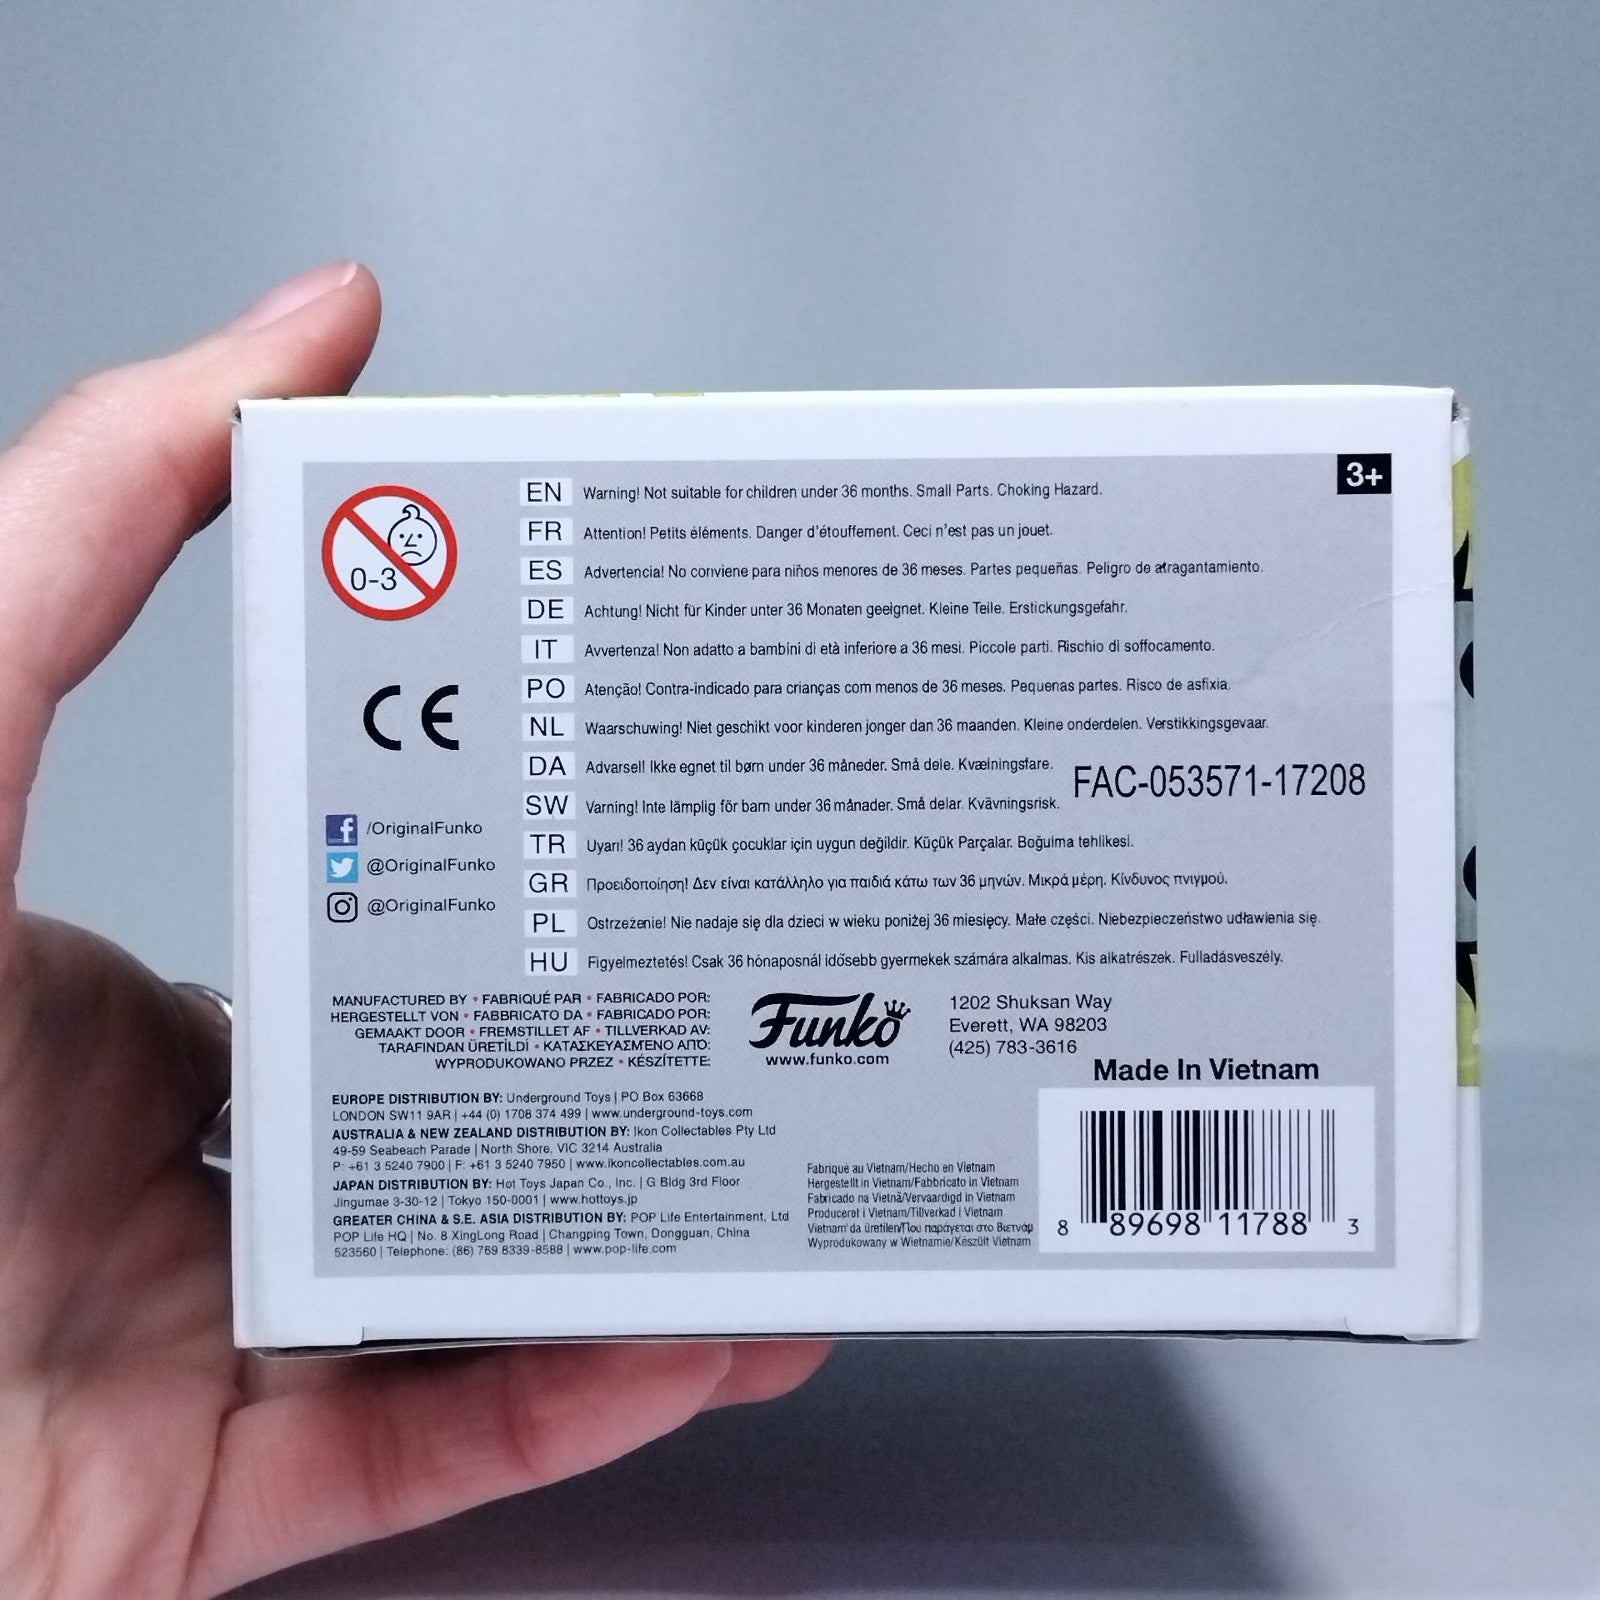 3+
0-3
EN Warning! Not suitable for children under 36 months. Small Parts. Choking Hazard.
FR Attention! Petits éléments. Danger d'étouffement. Ceci n'est pas un jouet.
ES Advertencia! No conviene para niños menores de 36 meses. Partes pequeñas. Peligro de atragantamiento.
DE Achtung! Nicht für Kinder unter 36 Monaten geeignet. Kleine Teile. Erstickungsgefahr.
IT Avvertenza! Non adatto a bambini di età inferiore a 36 mesi. Piccole parti. Rischio di soffocamento.
PO Atenção! Contra-indicado para crianças com menos de 36 meses. Pequenas partes. Risco de asfixia.
NL Waarschuwing! Niet geschikt voor kinderen jonger dan 36 maanden. Kleine onderdelen. Verstikkingsgevaar.
DA Advarsel! Ikke egnet til børn under 36 måneder. Små dele. Kvælningsfare.
SW Varning! Inte lämplig för barn under 36 månader. Små delar. Kvävningsrisk.
FAC-053571-17208
TR Uyarı! 36 aydan küçük çocuklar için uygun değildir. Küçük Parçalar. Boğulma tehlikesi.
GR Προειδοποίηση! Δεν είναι κατάλληλο για παιδιά κάτω των 36 μηνών. Μικρά μέρη. Κίνδυνος πνιγμού.
PL Ostrzeżenie! Nie nadaje się dla dzieci w wieku poniżej 36 miesięcy. Małe części. Niebezpieczeństwo udławienia się.
HU Figyelmeztetés! Csak 36 hónaposnál idősebb gyermekek számára alkalmas. Kis alkatrészek. Fulladásveszély.
CE
/OriginalFunko
@OriginalFunko
@OriginalFunko
MANUFACTURED BY • FABRIQUÉ PAR • FABRICADO POR:
HERGESTELLT VON • FABBRICATO DA • FABRICADO POR:
GEMAAKT DOOR • FREMSTILLET AF • TILLVERKAD AV:
TARAFINDAN ÜRETİLDİ • ΚΑΤΑΣΚΕΥΑΣΜΕΝΟ ΑΠΌ:
WYPRODUKOWANO PRZEZ • KÉSZÍTETTE:
Funko
www.funko.com
1202 Shuksan Way
Everett, WA 98203
(425) 783-3616
Made In Vietnam
EUROPE DISTRIBUTION BY: Underground Toys | PO Box 63668
LONDON SW11 9AR | +44 (0) 1708 374 499 | www.underground-toys.com
AUSTRALIA & NEW ZEALAND DISTRIBUTION BY: Ikon Collectables Pty Ltd
49-59 Seabeach Parade | North Shore, VIC 3214 Australia
P: +61 3 5240 7900 | F: +61 3 5240 7950 | www.ikoncollectables.com.au
JAPAN DISTRIBUTION BY: Hot Toys Japan Co., Inc. | G Bldg 3rd Floor
Jingumae 3-30-12 | Tokyo 150-0001 | www.hottoys.jp
GREATER CHINA & S.E. ASIA DISTRIBUTION BY: POP Life Entertainment, Ltd
POP Life HQ | No. 8 XingLong Road | Changping Town, Dongguan, China
523560 | Telephone: (86) 769 8339-8588 | www.pop-life.com
Fabriqué au Vietnam/Hecho en Vietnam
Hergestellt in Vietnam/Fabbricato in Vietnam
Fabricado na Vietnã/Vervaardigd in Vietnam
Produceret i Vietnam/Tillverkad i Vietnam
Vietnam'da üretilen/Που παράγεται στο Βιετνάμ
Wyprodukowany w Wietnamie/Készült Vietnam
8 89698 11788 3